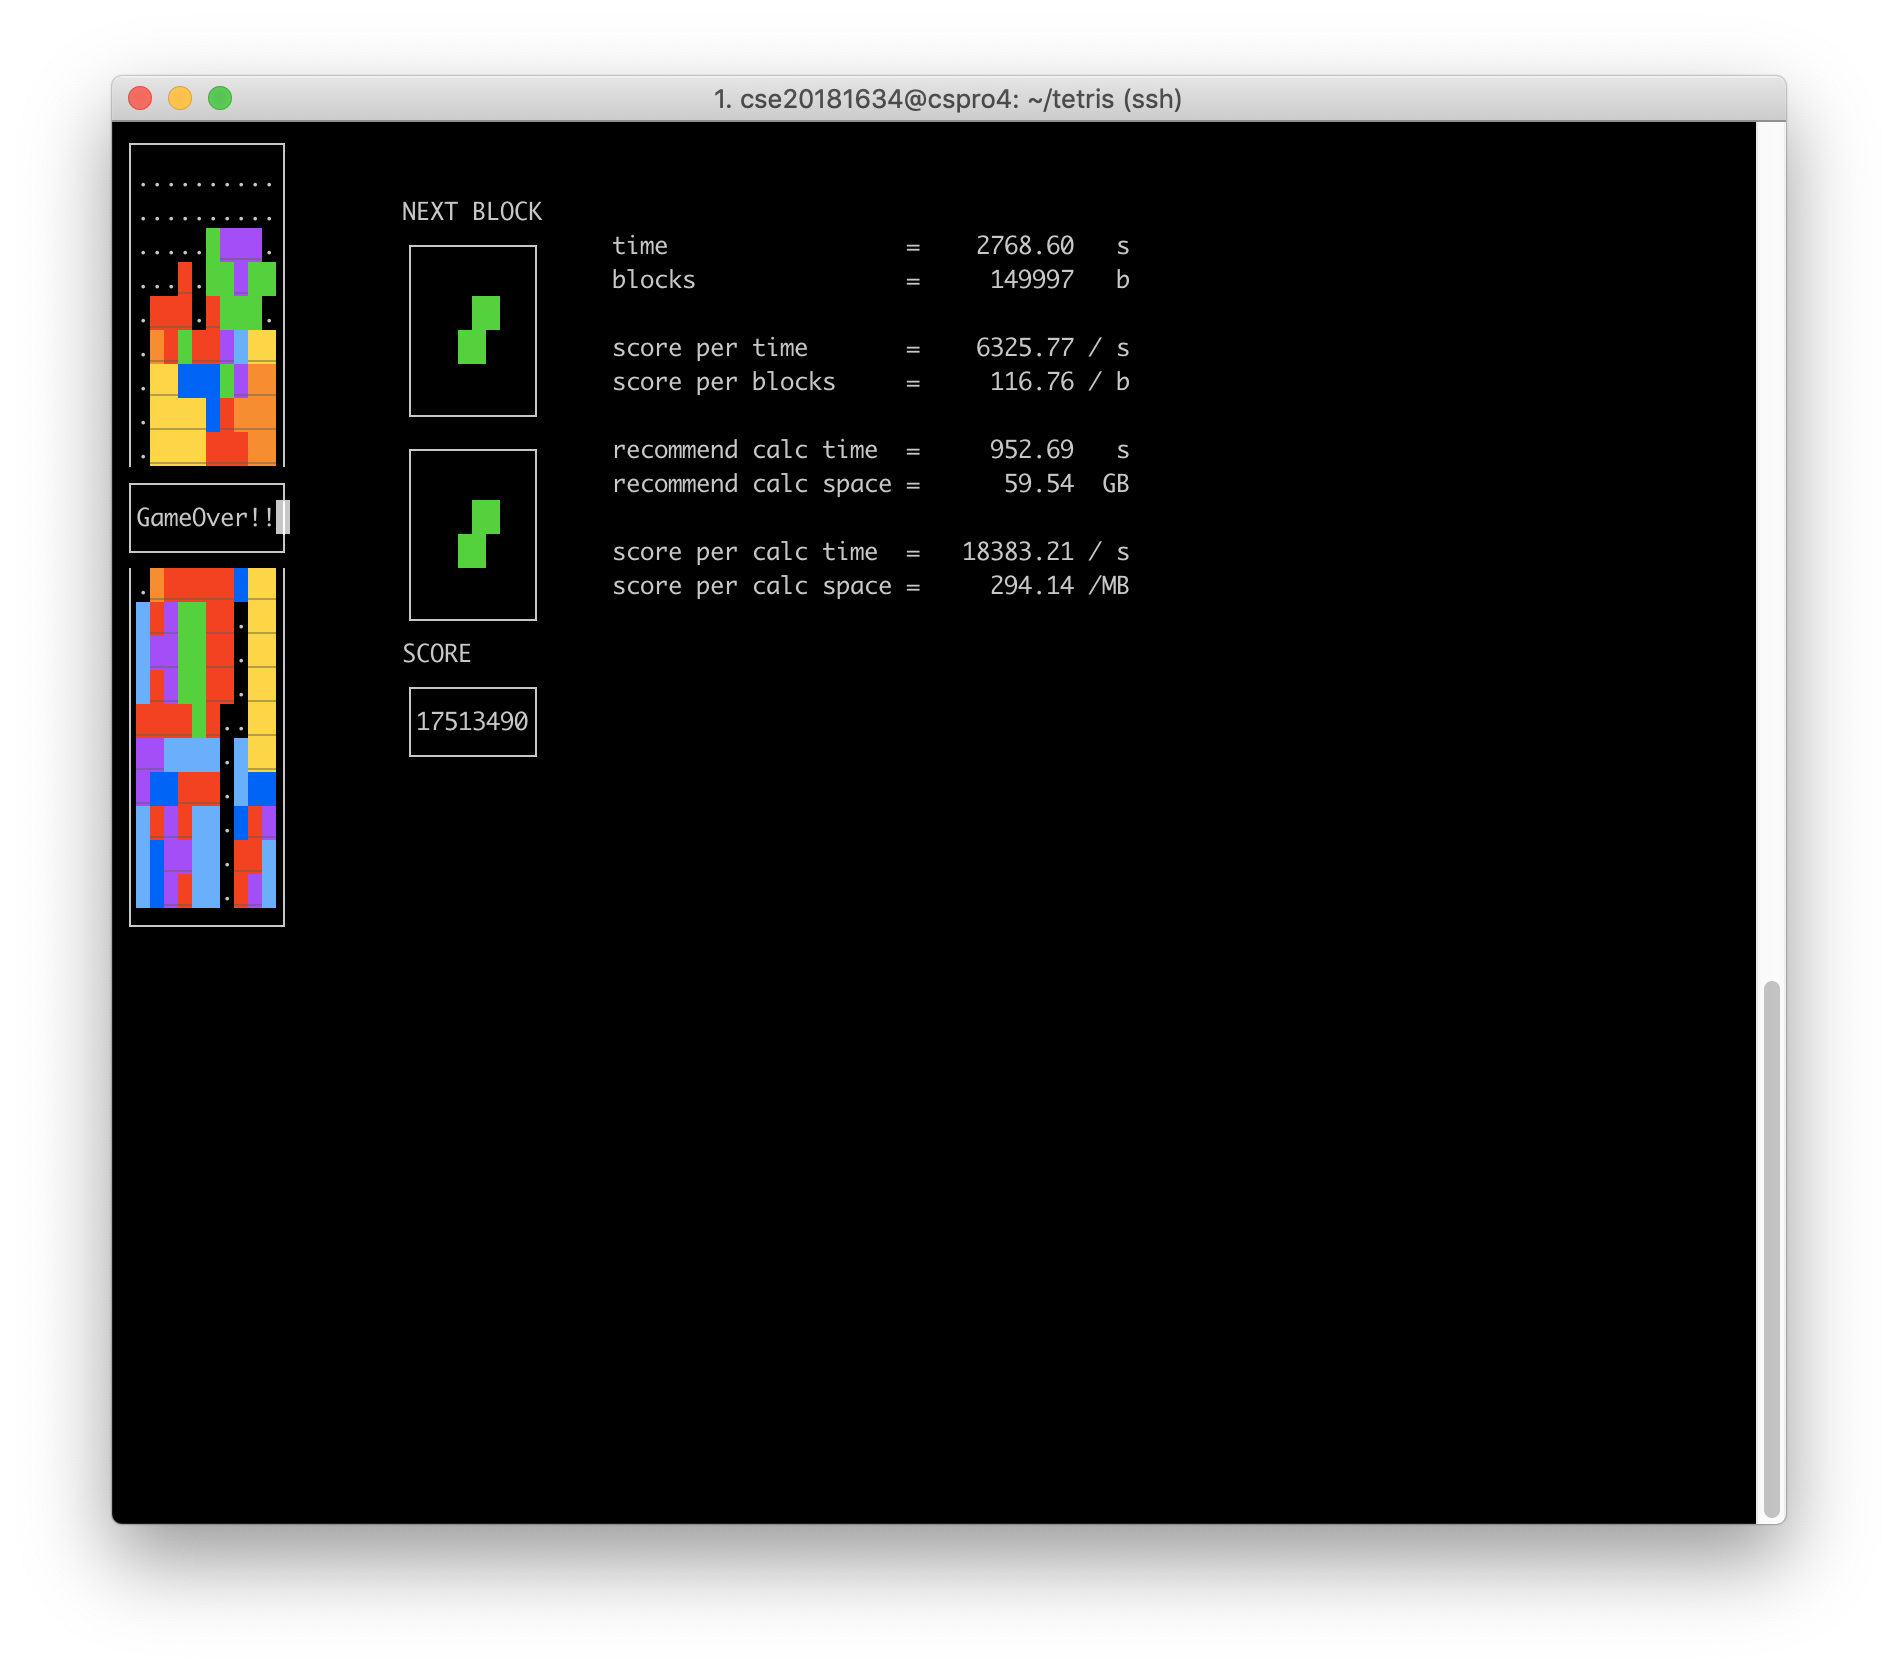 1. cse20181634@cspro4: ~/tetris (ssh)
NEXT BLOCK
time = 2768.60 s
blocks = 149997 b
score per time = 6325.77 / s
score per blocks = 116.76 / b
recommend calc time = 952.69 s
recommend calc space = 59.54 GB
GameOver!!
score per calc time = 18383.21 / s
score per calc space = 294.14 /MB
SCORE
17513490